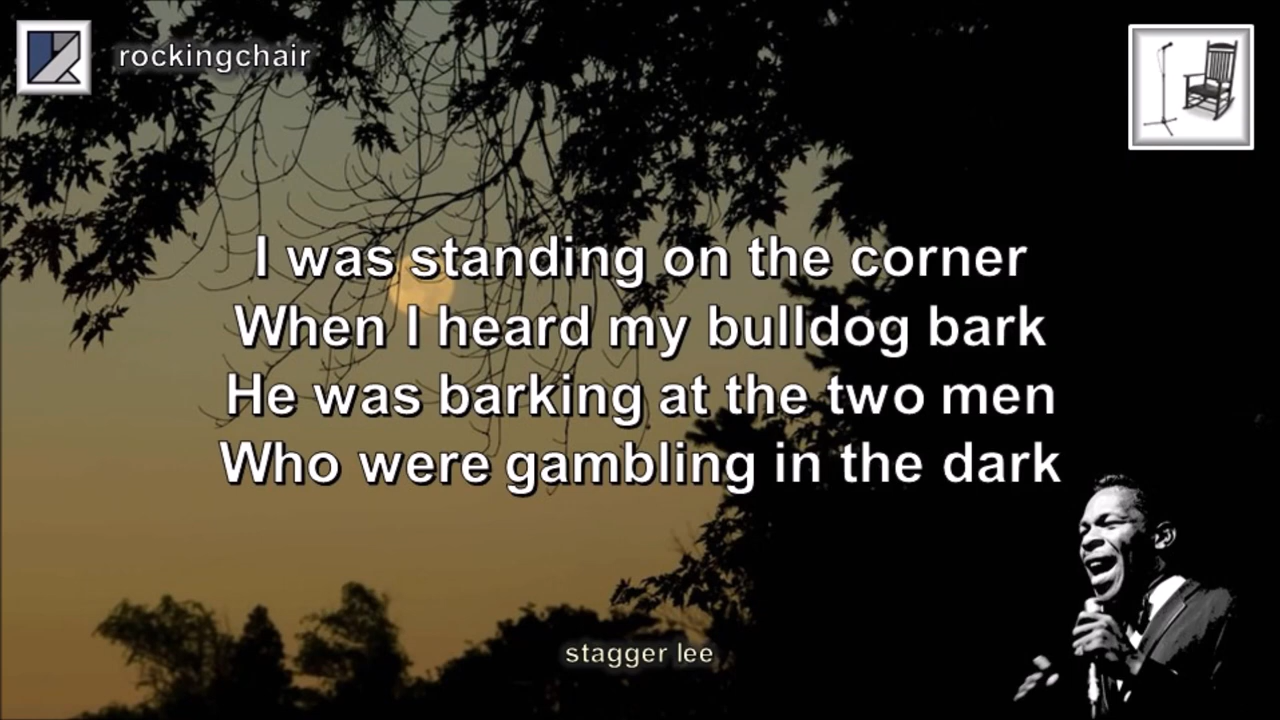 rockingchair
I was standing on the corner
When I heard my bulldog bark
He was barking at the two men
Who were gambling in the dark
stagger lee